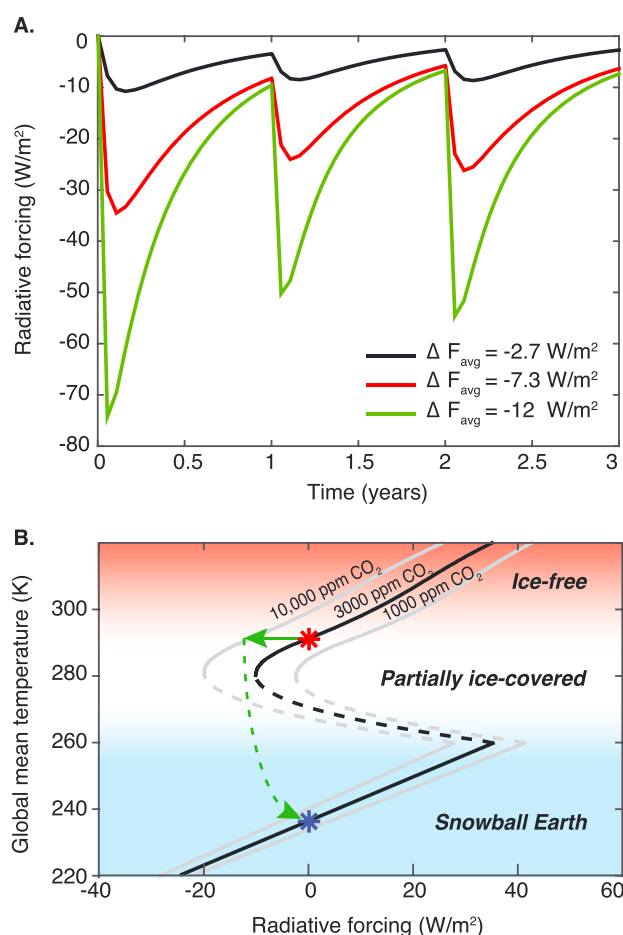 A.
0
-10
-20
-30
-40
-50
-60
-70
-80
Radiative forcing (W/m²)
Δ F_avg = -2.7 W/m²
Δ F_avg = -7.3 W/m²
Δ F_avg = -12 W/m²
0 0.5 1 1.5 2 2.5 3
Time (years)
B.
Global mean temperature (K)
300
280
260
240
220
10,000 ppm CO₂
3000 ppm CO₂
1000 ppm CO₂
Ice-free
Partially ice-covered
Snowball Earth
-40 -20 0 20 40 60
Radiative forcing (W/m²)